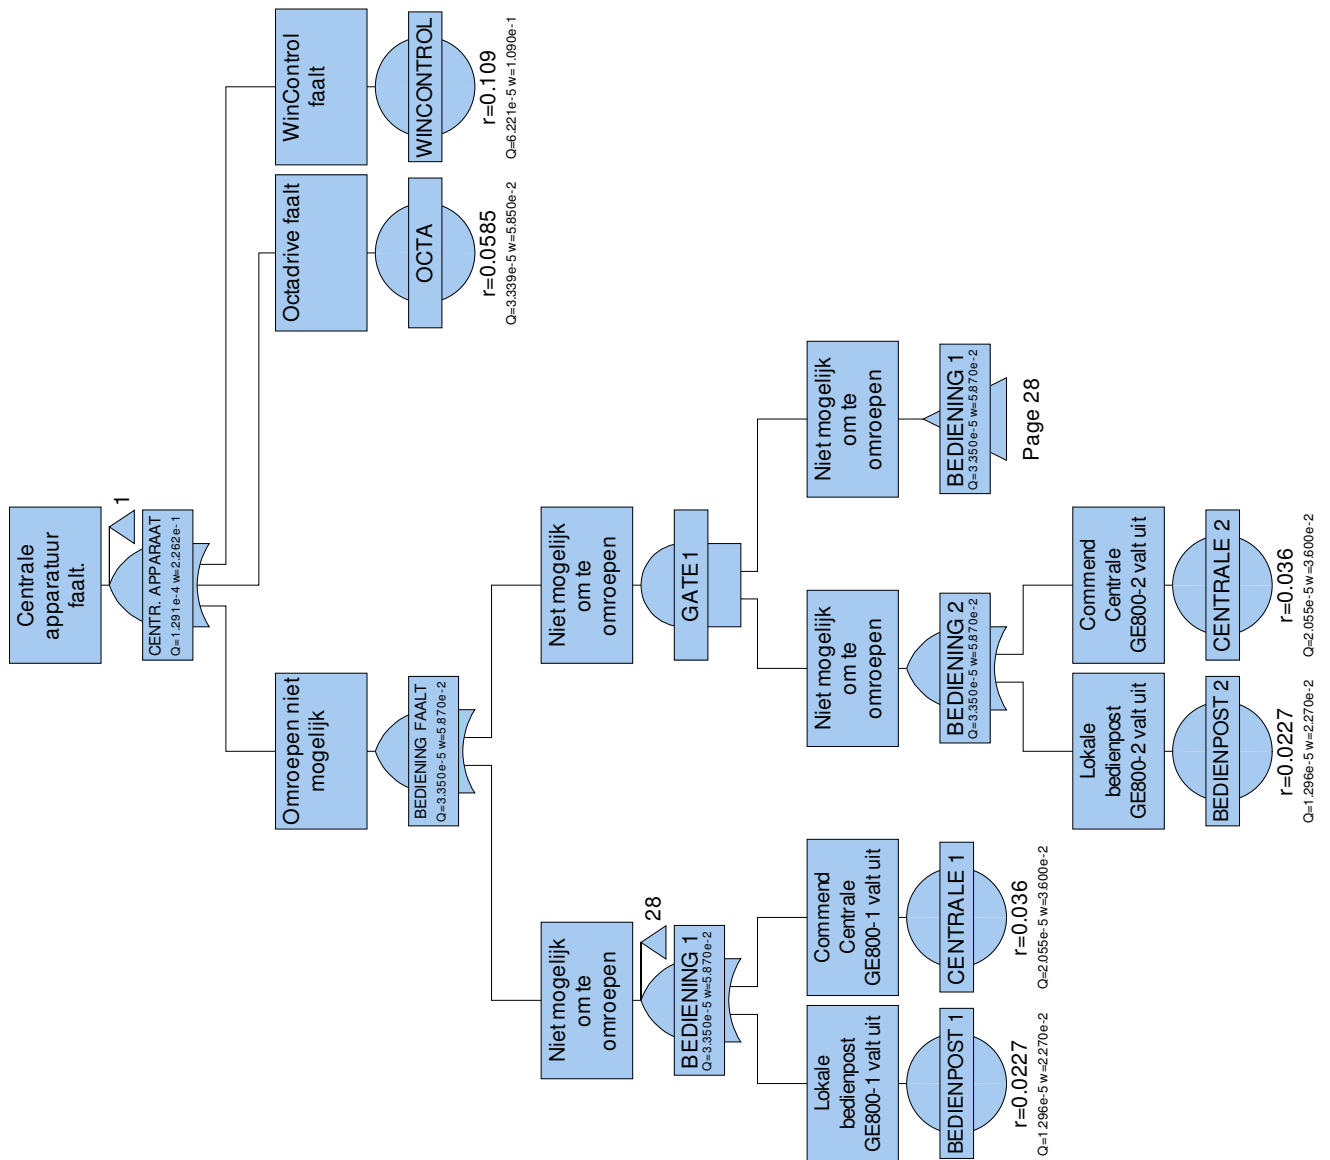 Centrale
apparatuur
faalt.
1
CENTR. APPARAAT
Q=1.291e-4 w=2.262e-1
Omroepen niet
mogelijk
BEDIENING FAALT
Q=3.350e-5 w=5.870e-2
Octadrive faalt
OCTA
r=0.0585
Q=3.339e-5 w=5.850e-2
WinControl
faalt
WINCONTROL
r=0.109
Q=6.221e-5 w=1.090e-1
Niet mogelijk
om te
omroepen
28
BEDIENING 1
Q=3.350e-5 w=5.870e-2
Niet mogelijk
om te
omroepen
GATE1
Lokale
bedienpost
GE800-1 valt uit
BEDIENPOST 1
r=0.0227
Q=1.296e-5 w=2.270e-2
Commend
Centrale
GE800-1 valt uit
CENTRALE 1
r=0.036
Q=2.055e-5 w=3.600e-2
Niet mogelijk
om te
omroepen
BEDIENING 2
Q=3.350e-5 w=5.870e-2
Niet mogelijk
om te
omroepen
BEDIENING 1
Q=3.350e-5 w=5.870e-2
Page 28
Lokale
bedienpost
GE800-2 valt uit
BEDIENPOST 2
r=0.0227
Q=1.296e-5 w=2.270e-2
Commend
Centrale
GE800-2 valt uit
CENTRALE 2
r=0.036
Q=2.055e-5 w=3.600e-2